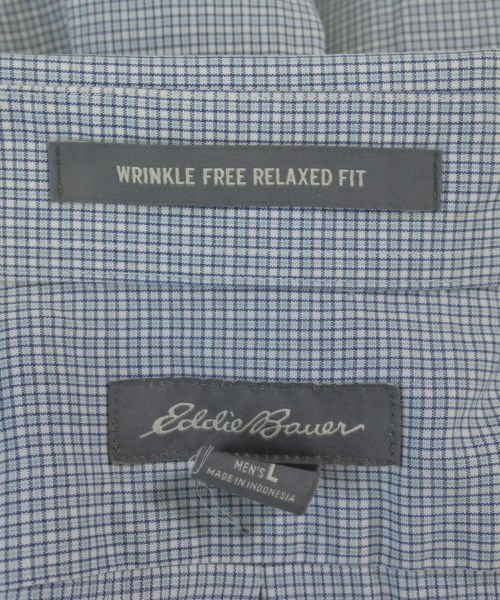 WRINKLE FREE RELAXED FIT
Eddie Bauer
MEN'S L
MADE IN INDONESIA